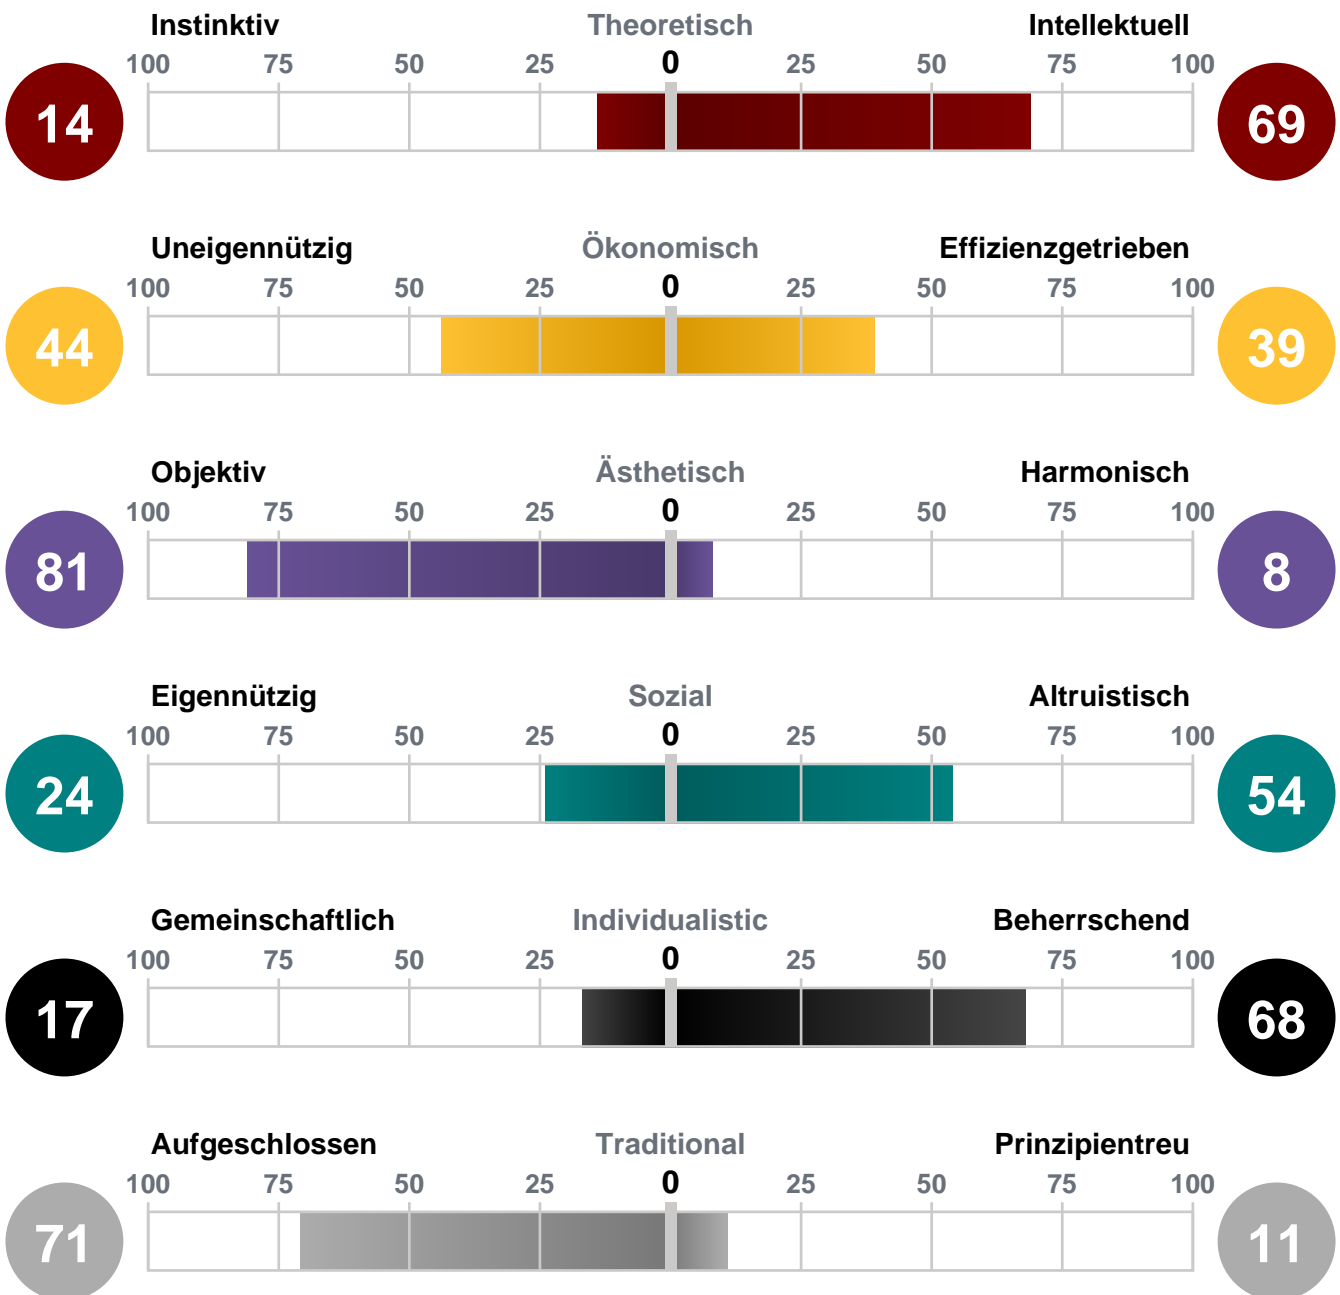 Instinktiv Theoretisch Intellektuell
100 75 50 25 0 25 50 75 100
14 69
Uneigennützig Ökonomisch Effizienzgetrieben
100 75 50 25 0 25 50 75 100
44 39
Objektiv Ästhetisch Harmonisch
100 75 50 25 0 25 50 75 100
81 8
Eigennützig Sozial Altruistisch
100 75 50 25 0 25 50 75 100
24 54
Gemeinschaftlich Individualistic Beherrschend
100 75 50 25 0 25 50 75 100
17 68
Aufgeschlossen Traditional Prinzipientreu
100 75 50 25 0 25 50 75 100
71 11